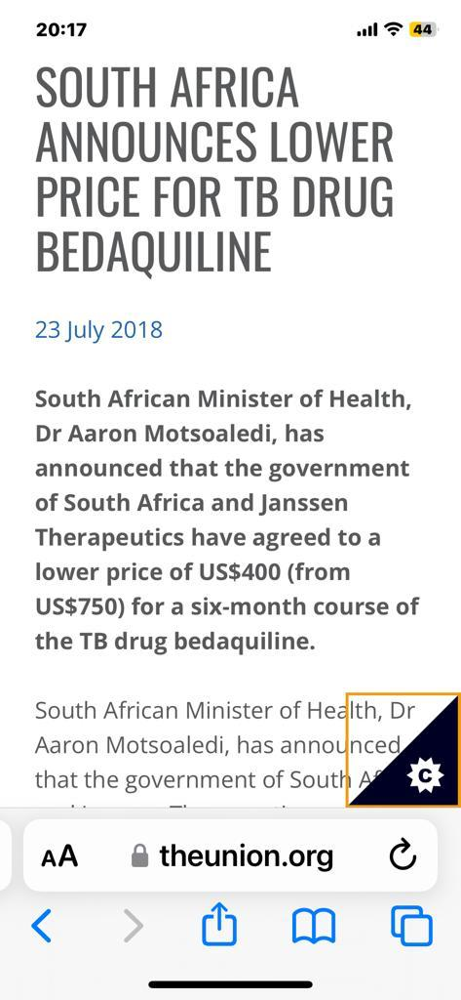 20:17
44
SOUTH AFRICA
ANNOUNCES LOWER
PRICE FOR TB DRUG
BEDAQUILINE
23 July 2018
South African Minister of Health,
Dr Aaron Motsoaledi, has
announced that the government
of South Africa and Janssen
Therapeutics have agreed to a
lower price of US$400 (from
US$750) for a six-month course of
the TB drug bedaquiline.
South African Minister of Health, Dr
Aaron Motsoaledi, has announced
that the government of South Af
C
AA theunion.org